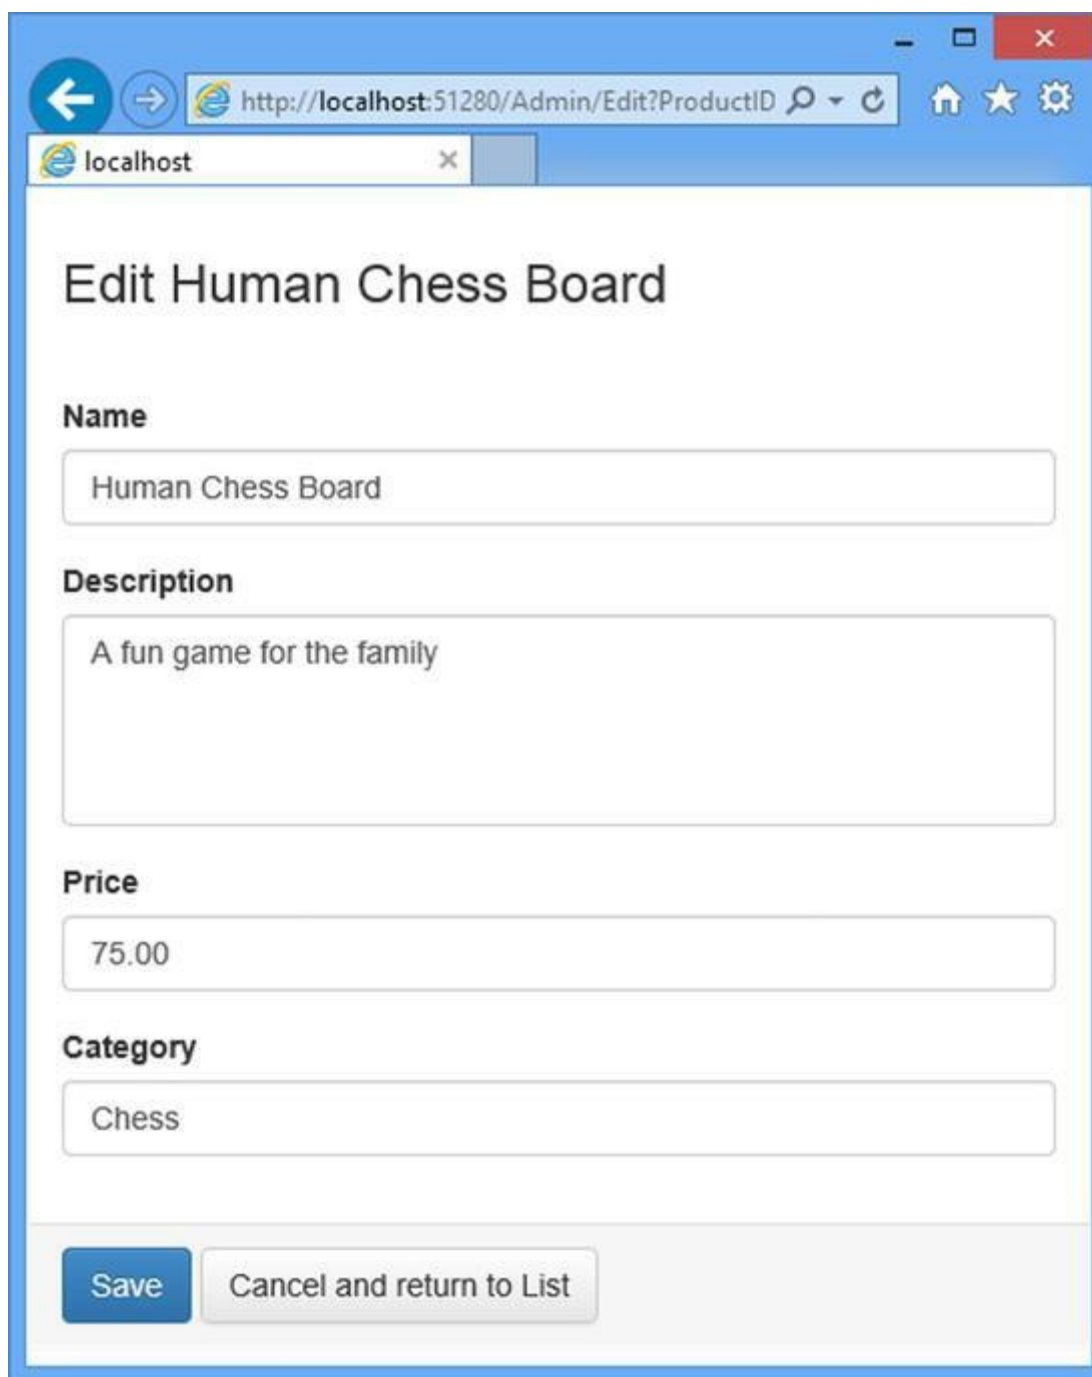 http://localhost:51280/Admin/Edit?ProductID
localhost
Edit Human Chess Board
Name
Human Chess Board
Description
A fun game for the family
Price
75.00
Category
Chess
Save Cancel and return to List